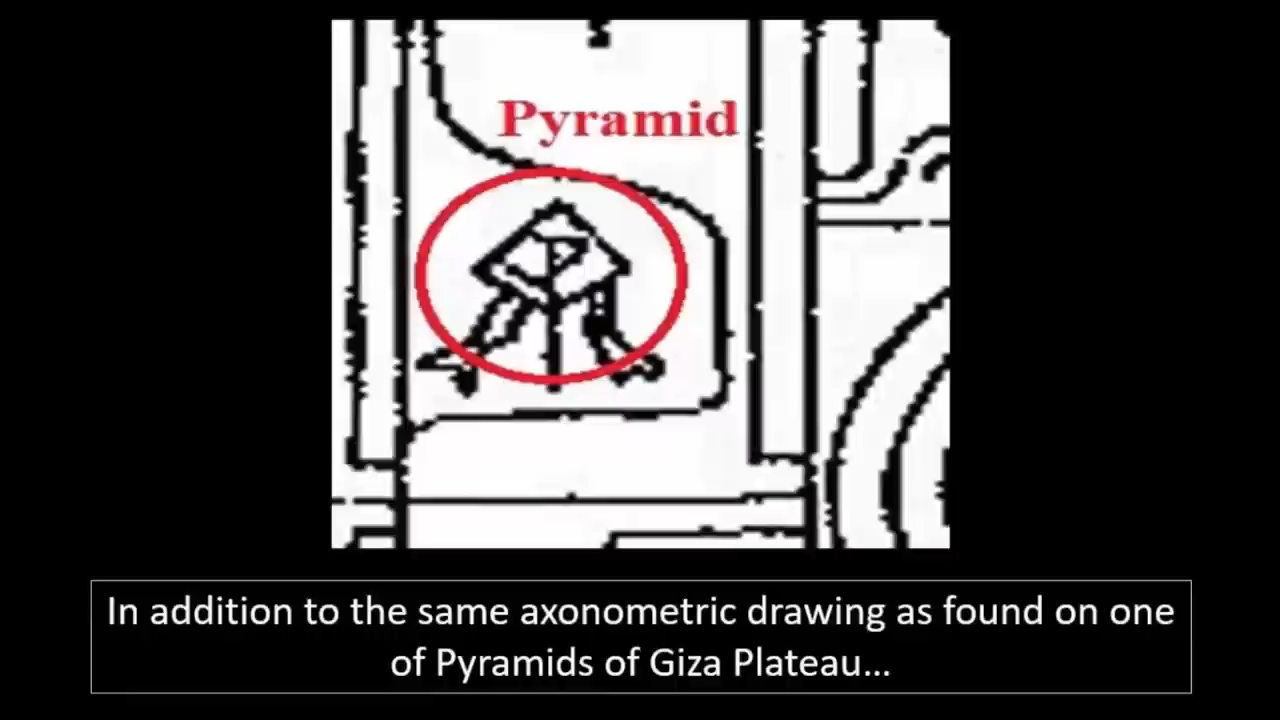 Pyramid
In addition to the same axonometric drawing as found on one
of Pyramids of Giza Plateau...